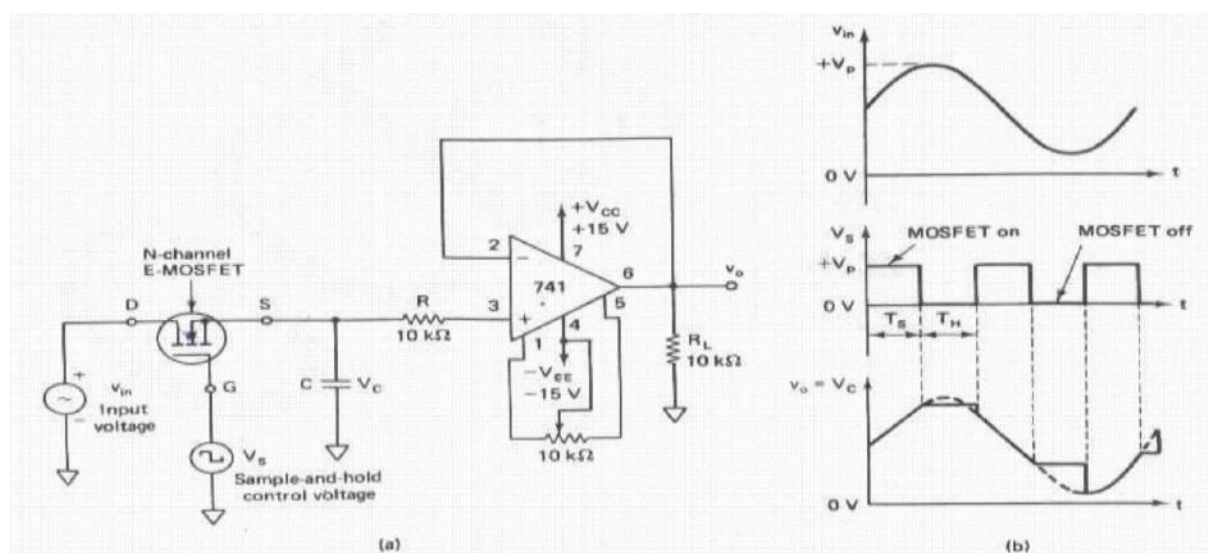 N-channel
E-MOSFET
D
S
G
v_in
Input
voltage
V_S
Sample-and-hold
control voltage
C
V_C
R
10 kΩ
2
3
−
+
741
+V_CC
+15 V
7
6
5
4
1
−V_EE
−15 V
10 kΩ
v_o
R_L
10 kΩ
(a)
v_in
+V_p
0 V
t
V_S
MOSFET on
MOSFET off
+V_p
0 V
t
T_S
T_H
v_o = V_C
0 V
t
(b)